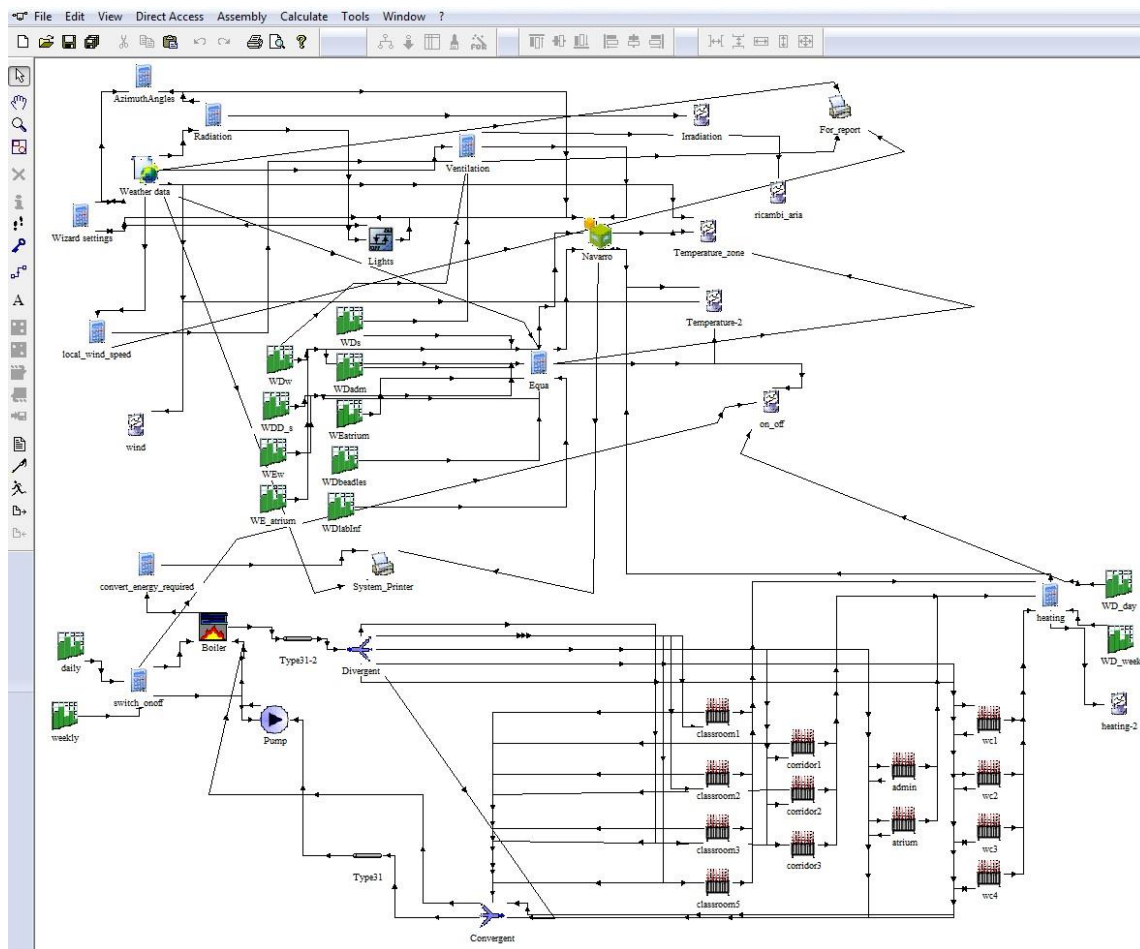 File Edit View Direct Access Assembly Calculate Tools Window ?
AzimuthAngles
Radiation
Irradiation
For_report
Ventilation
Weather data
ricambi_aria
Wizard settings
Lights
Navarro
Temperature_zone
Temperature-2
WDs
local_wind_speed
WDw
WDadm
Equa
WDD_s
WEatrium
on_off
wind
WEw
WDbeadles
WE_atrium
WDlabInf
convert_energy_required
System_Printer
WD_day
heating
Boiler
daily
Type31-2
Divergent
WD_week
switch_onoff
heating-2
weekly
Pump
classroom1
wc1
corridor1
admin
classroom2
wc2
corridor2
atrium
classroom3
wc3
corridor3
Type31
classroom5
wc4
Convergent
A